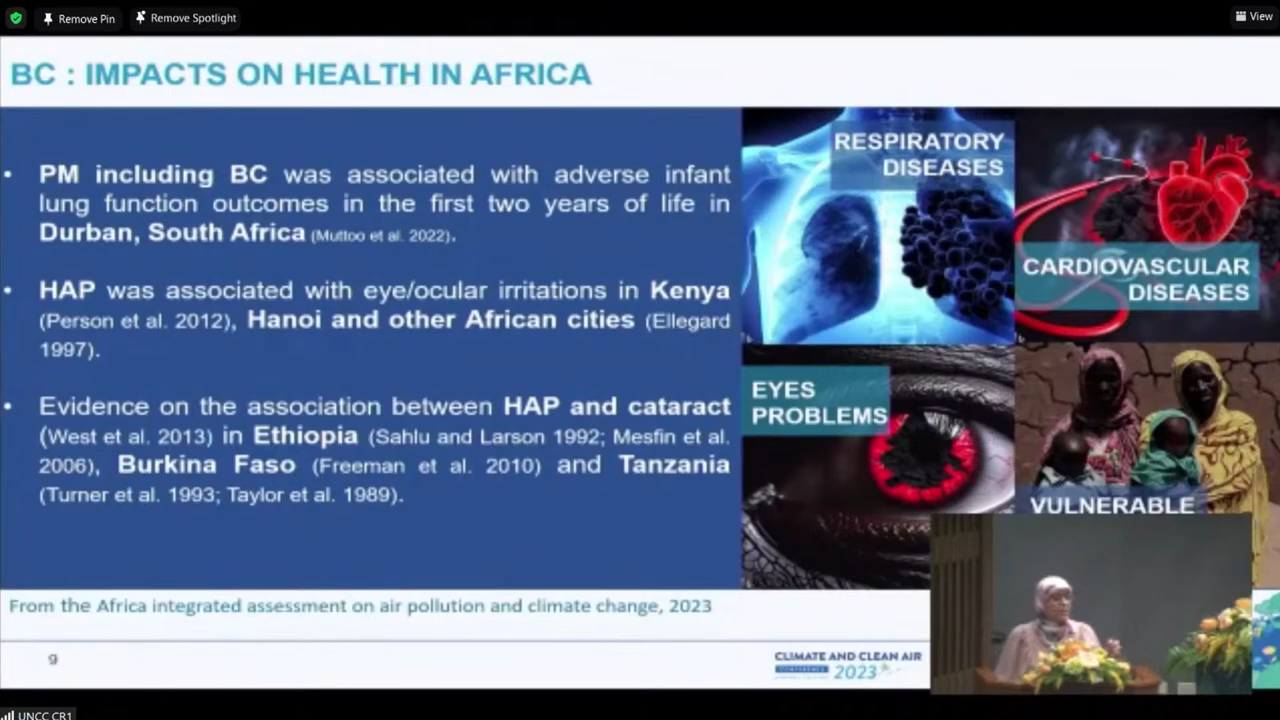 Remove Pin
Remove Spotlight
View
BC : IMPACTS ON HEALTH IN AFRICA
• PM including BC was associated with adverse infant
lung function outcomes in the first two years of life in
Durban, South Africa (Muttoo et al. 2022).
• HAP was associated with eye/ocular irritations in Kenya
(Person et al. 2012), Hanoi and other African cities (Ellegard
1997).
• Evidence on the association between HAP and cataract
(West et al. 2013) in Ethiopia (Sahlu and Larson 1992; Mesfin et al.
2006), Burkina Faso (Freeman et al. 2010) and Tanzania
(Turner et al. 1993; Taylor et al. 1989).
RESPIRATORY
DISEASES
CARDIOVASCULAR
DISEASES
EYES
PROBLEMS
VULNERABLE
From the Africa integrated assessment on air pollution and climate change, 2023
9
CLIMATE AND CLEAN AIR
CONFERENCE 2023
UNCC CR1